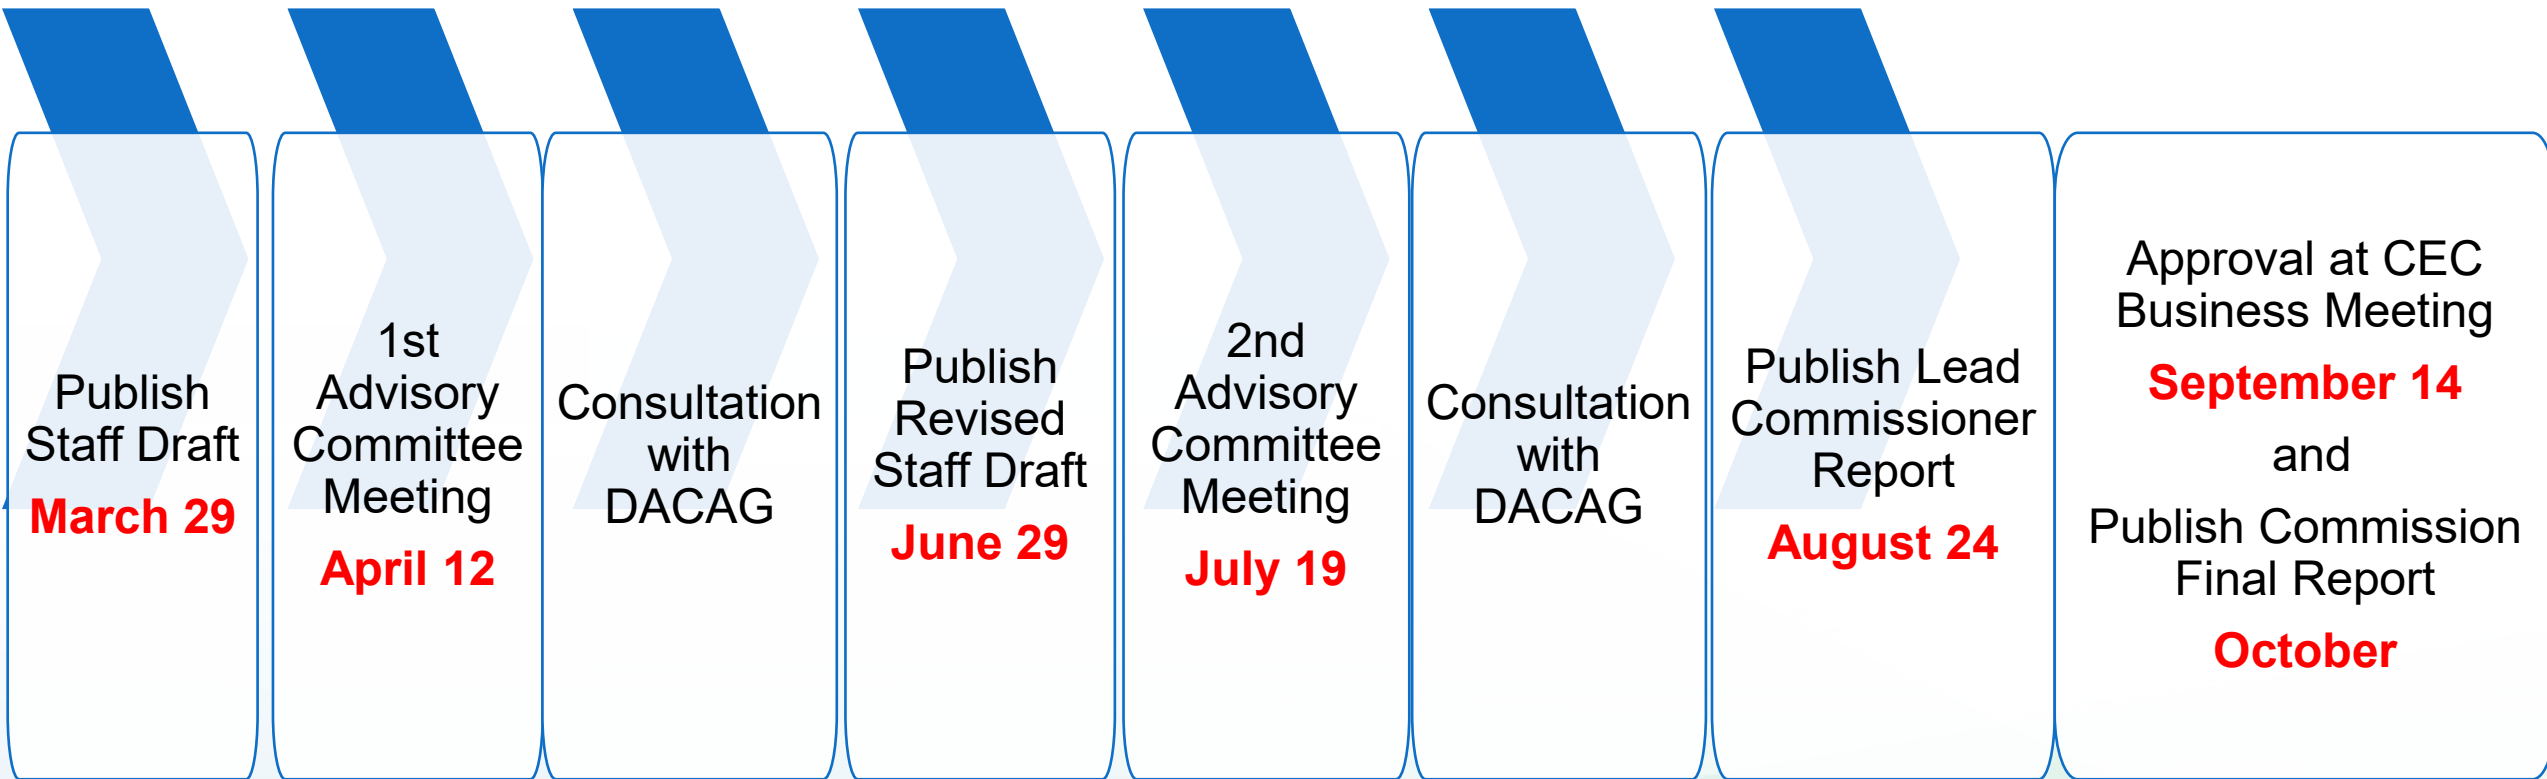 Publish
Staff Draft
March 29
1st
Advisory
Committee
Meeting
April 12
Consultation
with
DACAG
Publish
Revised
Staff Draft
June 29
2nd
Advisory
Committee
Meeting
July 19
Consultation
with
DACAG
Publish Lead
Commissioner
Report
August 24
Approval at CEC
Business Meeting
September 14
and
Publish Commission
Final Report
October